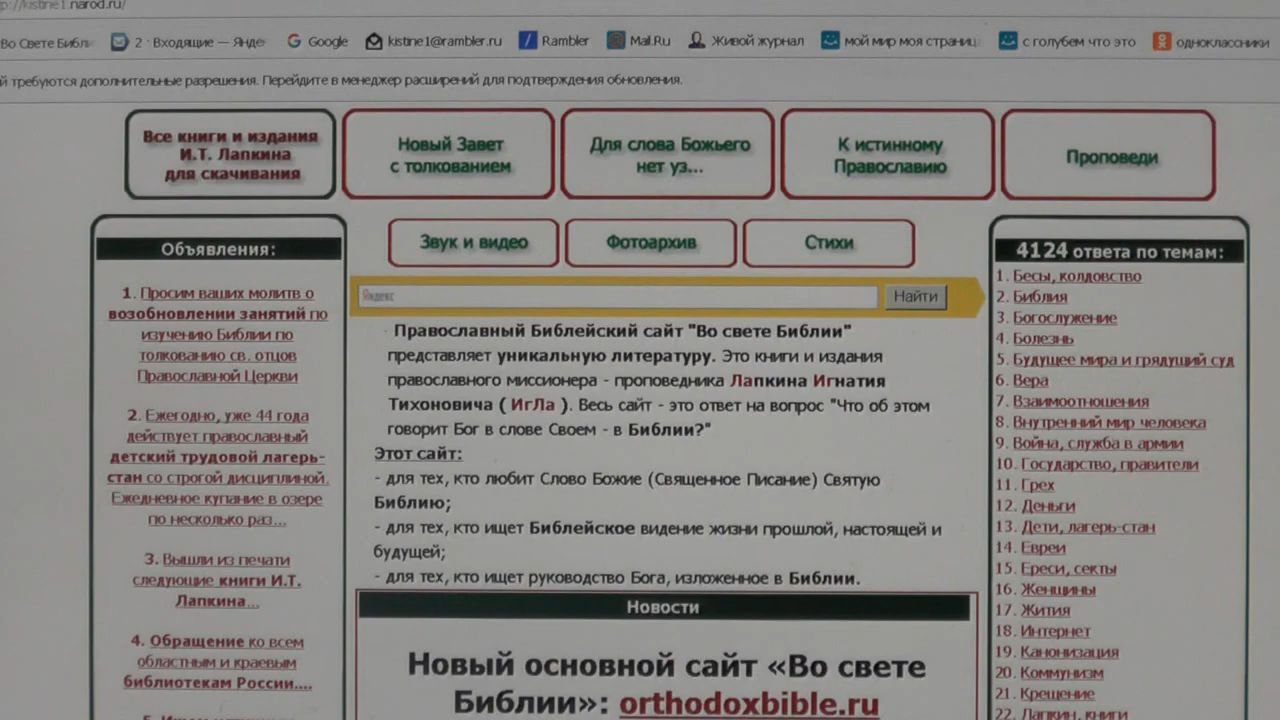 p://kistine1.narod.ru/
Во Свете Библи
2 · Входящие — Янде
Google
kistine1@rambler.ru
Rambler
Mail.Ru
Живой журнал
мой мир моя страниц
с голубем что это
одноклассники
й требуются дополнительные разрешения. Перейдите в менеджер расширений для подтверждения обновления.
Все книги и издания
И.Т. Лапкина
для скачивания
Новый Завет
с толкованием
Для слова Божьего
нет уз...
К истинному
Православию
Проповеди
Объявления:
1. Просим ваших молитв о
возобновлении занятий по
изучению Библии по
толкованию св. отцов
Православной Церкви
2. Ежегодно, уже 44 года
действует православный
детский трудовой лагерь-
стан со строгой дисциплиной.
Ежедневное купание в озере
по несколько раз...
3. Вышли из печати
следующие книги И.Т.
Лапкина...
4. Обращение ко всем
областным и краевым
библиотекам России....
Звук и видео
Фотоархив
Стихи
Яндекс
Найти
Православный Библейский сайт "Во свете Библии"
представляет уникальную литературу. Это книги и издания
православного миссионера - проповедника Лапкина Игнатия
Тихоновича ( ИгЛа ). Весь сайт - это ответ на вопрос "Что об этом
говорит Бог в слове Своем - в Библии?"
Этот сайт:
- для тех, кто любит Слово Божие (Священное Писание) Святую
Библию;
- для тех, кто ищет Библейское видение жизни прошлой, настоящей и
будущей;
- для тех, кто ищет руководство Бога, изложенное в Библии.
Новости
Новый основной сайт «Во свете
Библии»: orthodoxbible.ru
4124 ответа по темам:
1. Бесы, колдовство
2. Библия
3. Богослужение
4. Болезнь
5. Будущее мира и грядущий суд
6. Вера
7. Взаимоотношения
8. Внутренний мир человека
9. Война, служба в армии
10. Государство, правители
11. Грех
12. Деньги
13. Дети, лагерь-стан
14. Евреи
15. Ереси, секты
16. Женщины
17. Жития
18. Интернет
19. Канонизация
20. Коммунизм
21. Крещение
22. Лапкин, книги